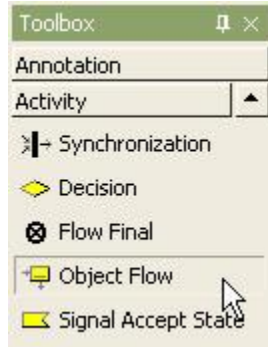 Toolbox
Annotation
Activity
Synchronization
Decision
Flow Final
Object Flow
Signal Accept State